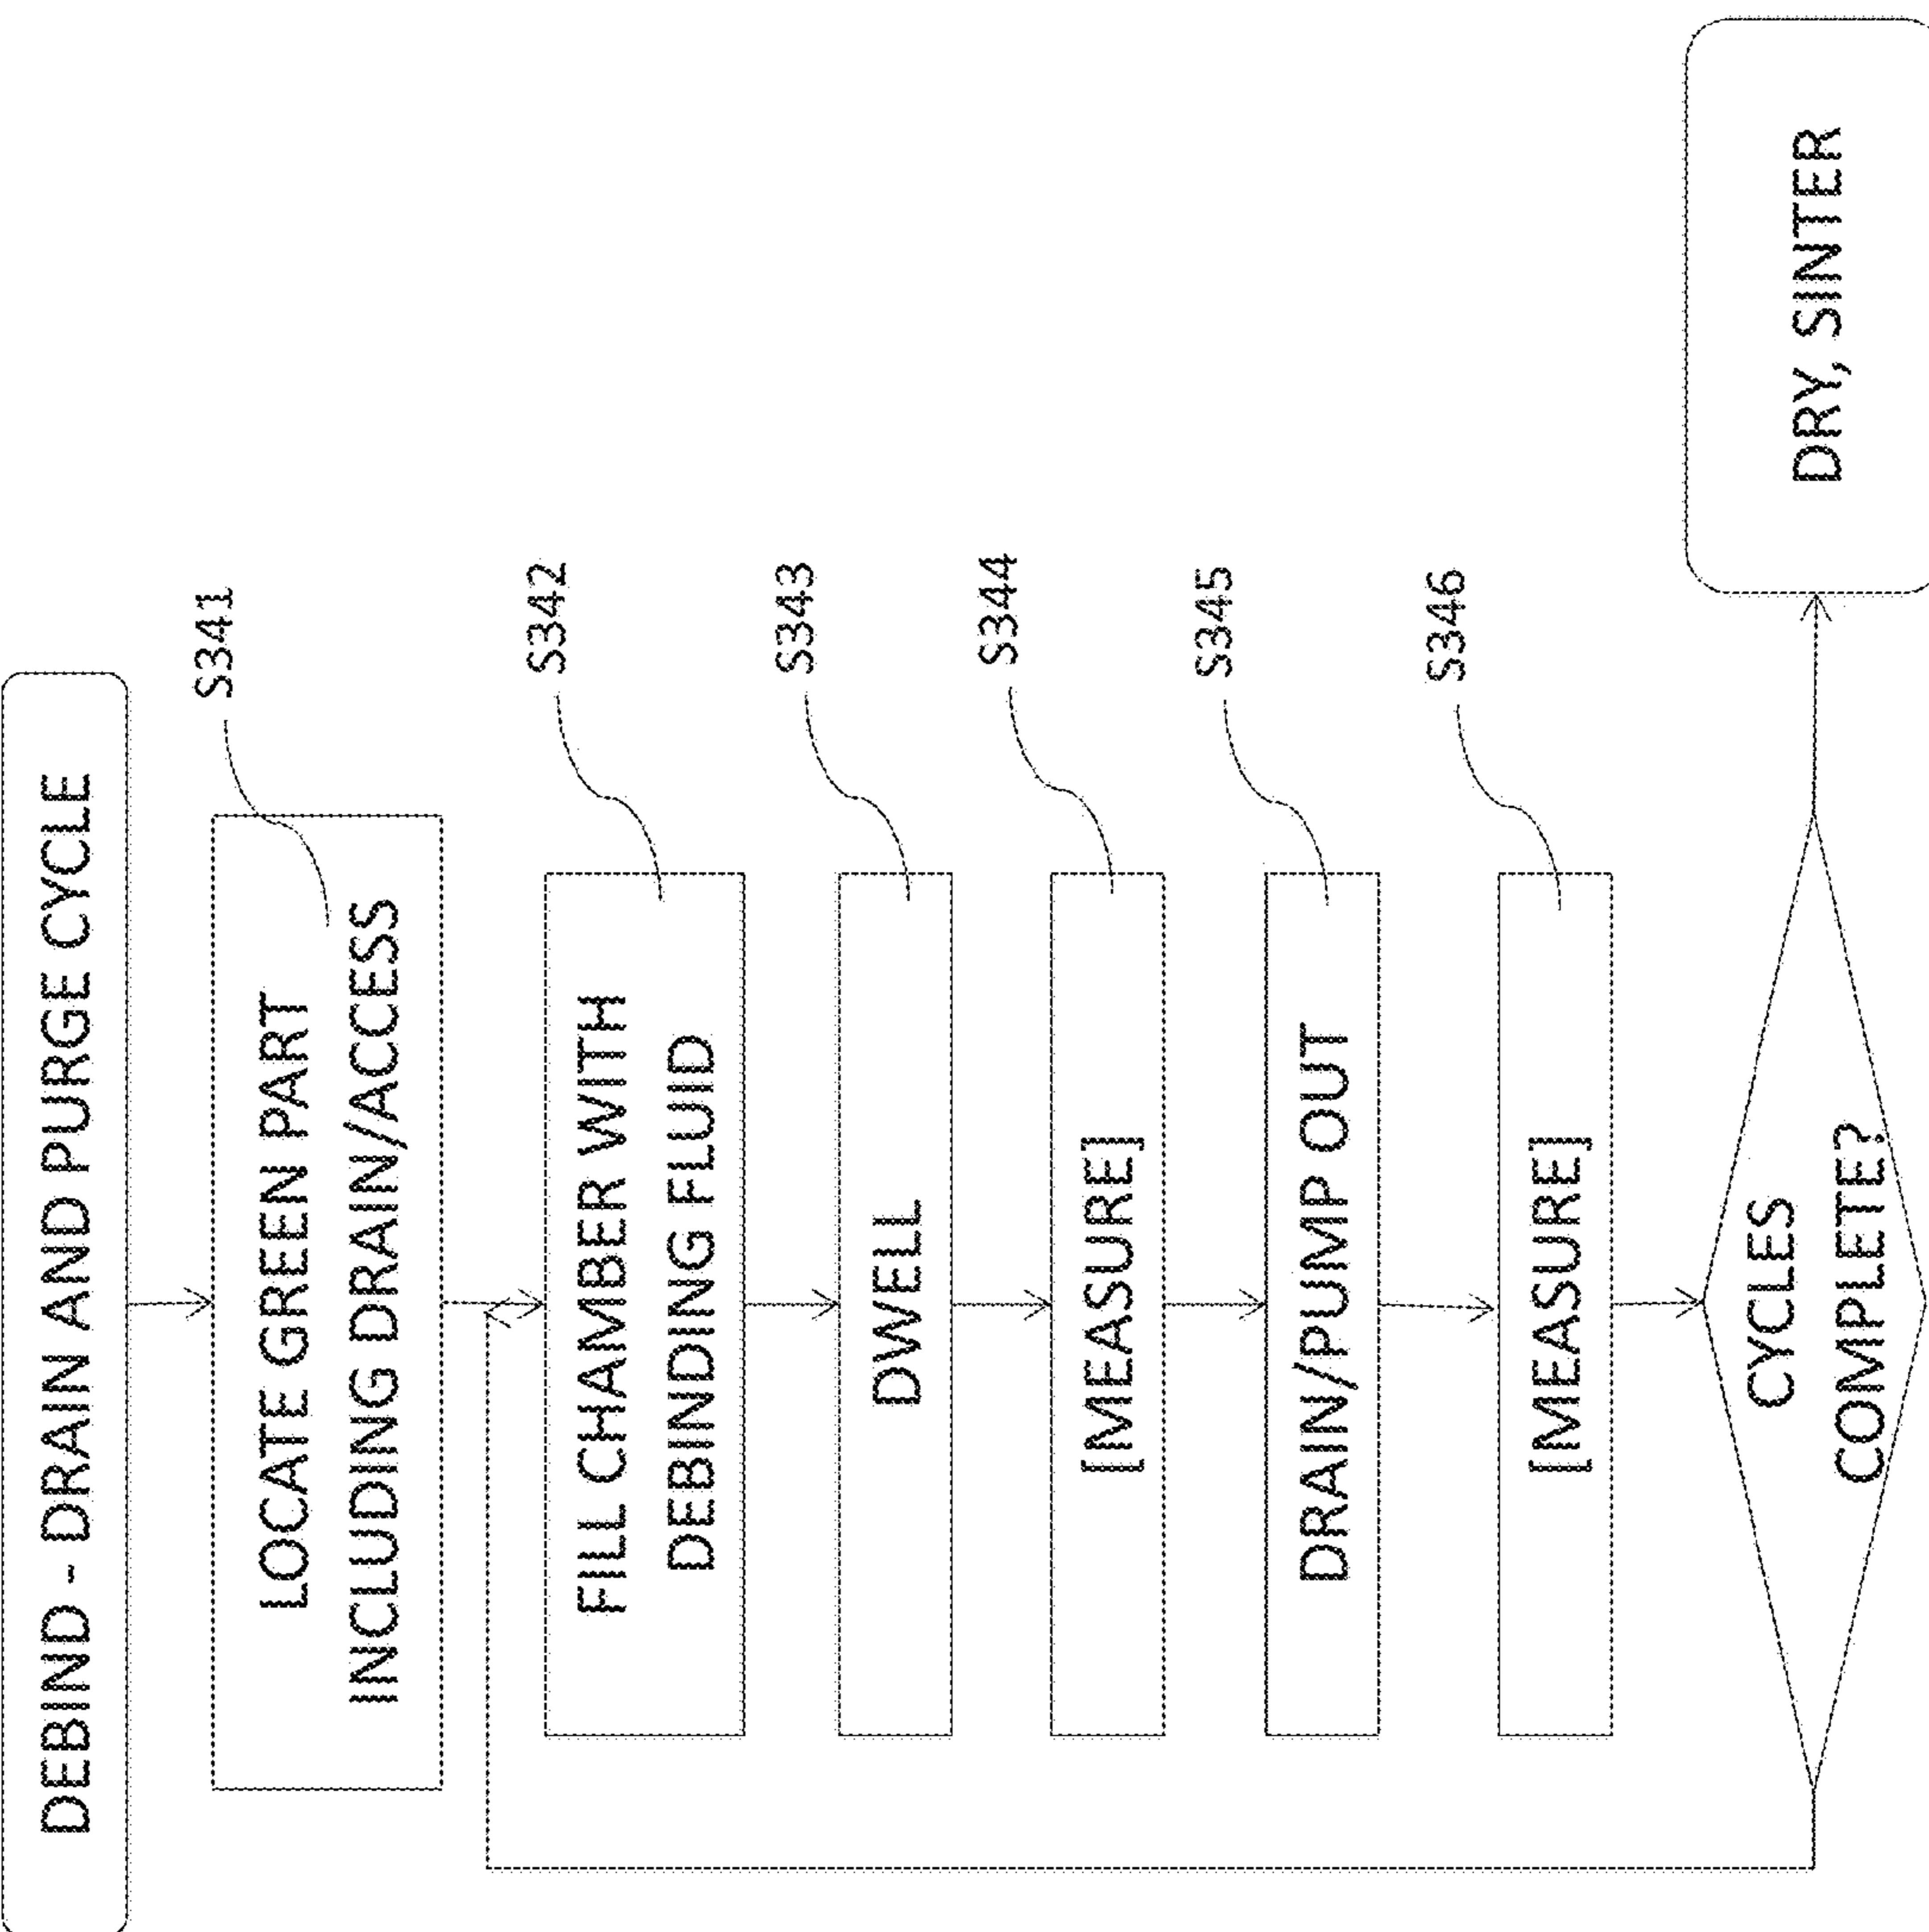 DEBIND - DRAIN AND PURGE CYCLE
S341
LOCATE GREEN PART
INCLUDING DRAIN/ACCESS
S342
FILL CHAMBER WITH
DEBINDING FLUID
S343
DWELL
S344
[MEASURE]
S345
DRAIN/PUMP OUT
S346
[MEASURE]
CYCLES
COMPLETE?
DRY, SINTER